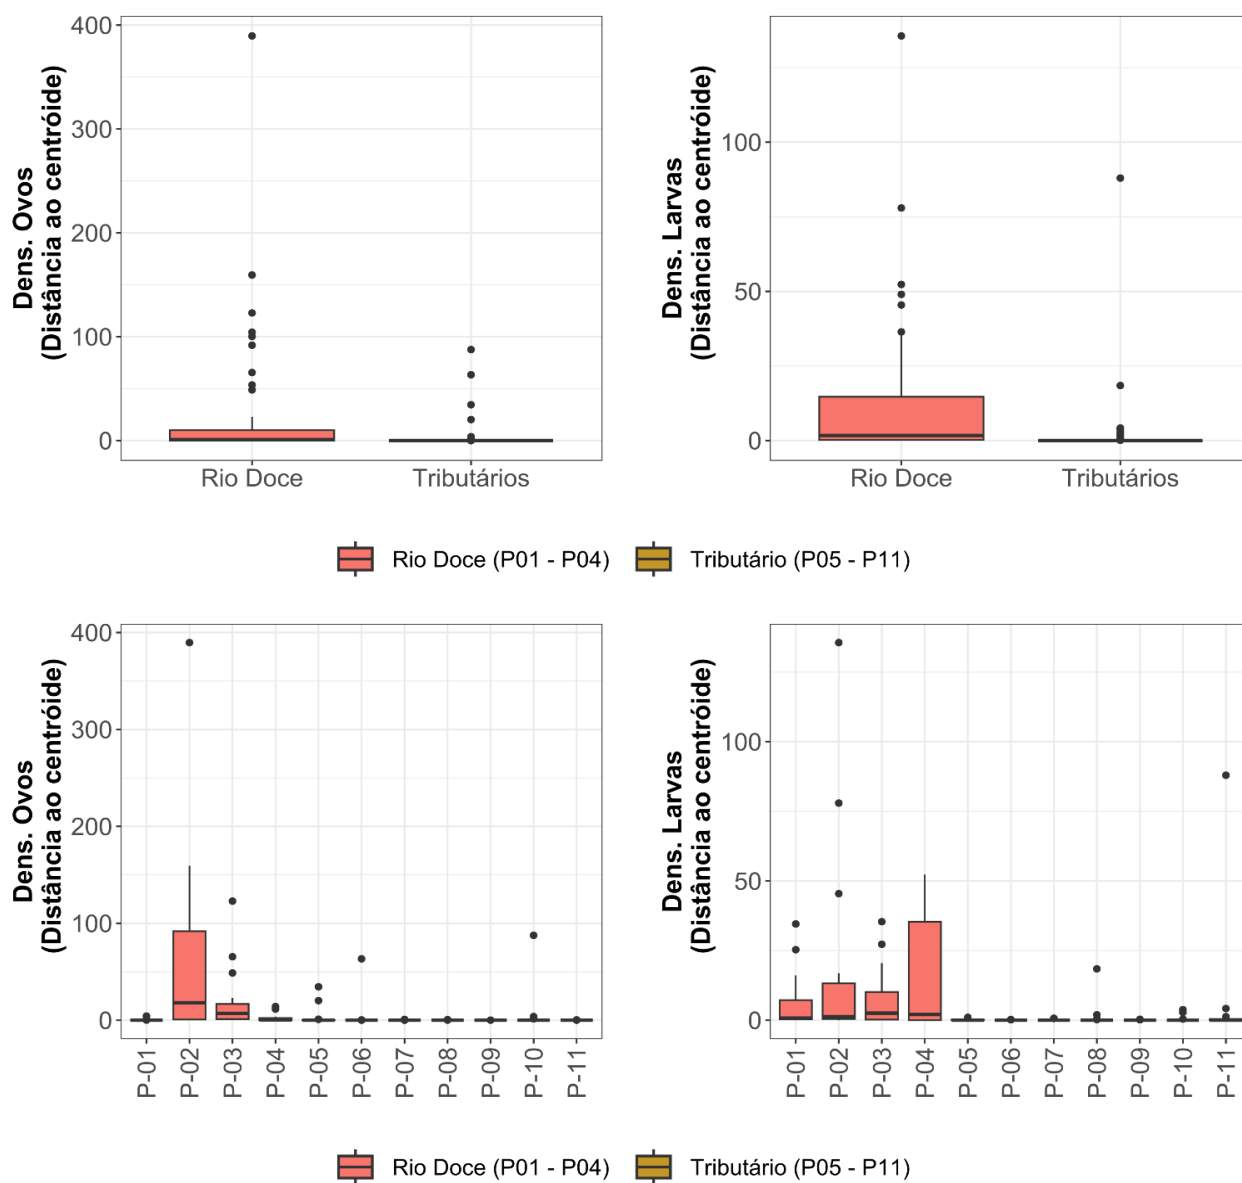 Dens. Ovos
(Distância ao centróide)
400
300
200
100
0
Rio Doce
Tributários
Dens. Larvas
(Distância ao centróide)
100
50
0
Rio Doce
Tributários
Rio Doce (P01 - P04)
Tributário (P05 - P11)
Dens. Ovos
(Distância ao centróide)
400
300
200
100
0
P-01
P-02
P-03
P-04
P-05
P-06
P-07
P-08
P-09
P-10
P-11
Dens. Larvas
(Distância ao centróide)
100
50
0
P-01
P-02
P-03
P-04
P-05
P-06
P-07
P-08
P-09
P-10
P-11
Rio Doce (P01 - P04)
Tributário (P05 - P11)